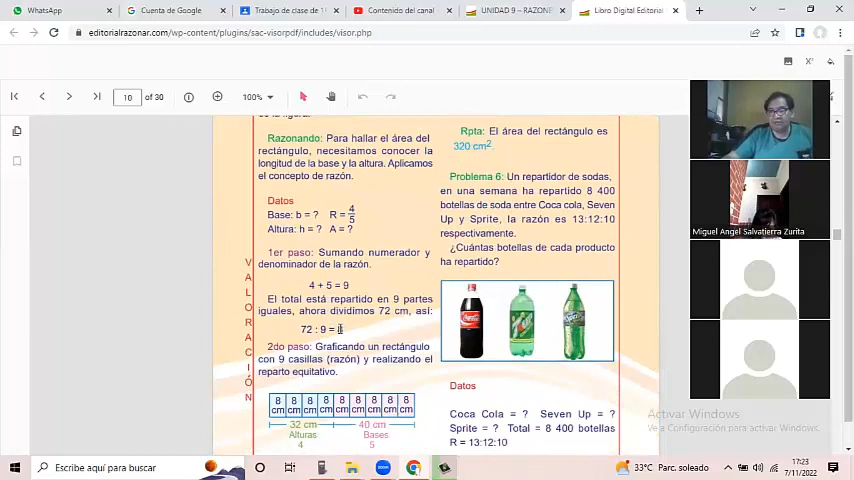 WhatsApp
Cuenta de Google
Trabajo de clase de 1
Contenido del canal
UNIDAD 9 – RAZONE
Libro Digital Editorial
editorialrazonar.com/wp-content/plugins/sac-visorpdf/includes/visor.php
10 of 30
100%
Razonando: Para hallar el área del
rectángulo, necesitamos conocer la
longitud de la base y la altura. Aplicamos
el concepto de razón.
Datos
Base: b = ? R = 4/5
Altura: h = ? A = ?
1er paso: Sumando numerador y
denominador de la razón.
4 + 5 = 9
El total está repartido en 9 partes
iguales, ahora dividimos 72 cm, así:
72 : 9 =
2do paso: Graficando un rectángulo
con 9 casillas (razón) y realizando el
reparto equitativo.
8 8 8 8 8 8 8 8 8
cm cm cm cm cm cm cm cm cm
32 cm 40 cm
Alturas Bases
4 5
VALORACIÓN
Rpta: El área del rectángulo es
320 cm².
Problema 6: Un repartidor de sodas,
en una semana ha repartido 8 400
botellas de soda entre Coca cola, Seven
Up y Sprite, la razón es 13:12:10
respectivamente.
¿Cuántas botellas de cada producto
ha repartido?
Datos
Coca Cola = ? Seven Up = ?
Sprite = ? Total = 8 400 botellas
R = 13:12:10
Miguel Angel Salvatierra Zurita
Activar Windows
Ve a Configuración para activar Windows.
Escribe aquí para buscar
33°C Parc. soleado
17:23
7/11/2022